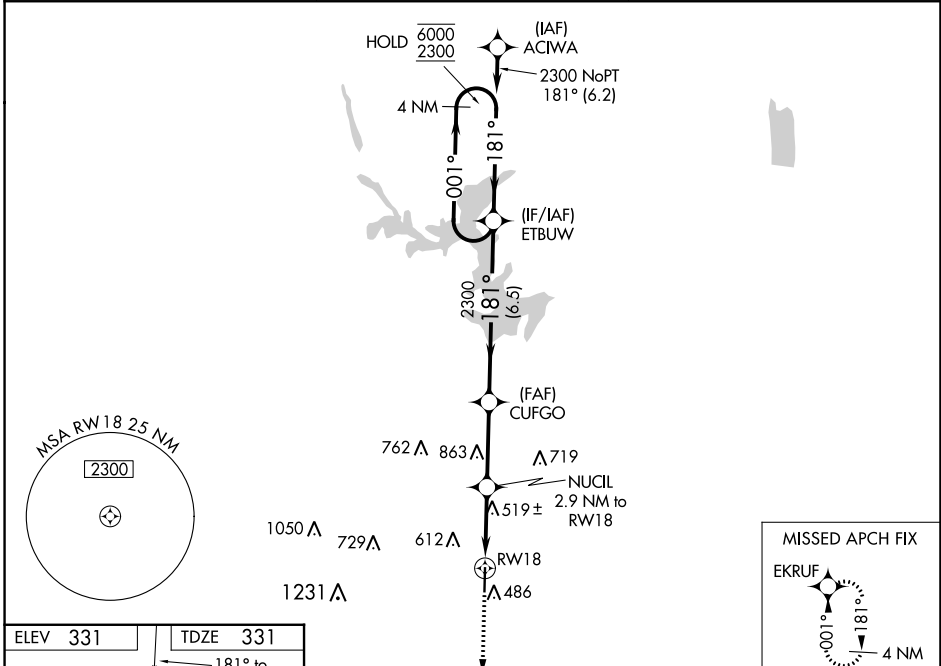 (IAF)
ACIWA
HOLD 6000
2300
2300 NoPT
181° (6.2)
4 NM
001°
181°
(IF/IAF)
ETBUW
2300
181°
(6.5)
(FAF)
CUFGO
MSA RW18 25 NM
2300
762
863
719
NUCIL
2.9 NM to
RW18
519±
1050
729
612
RW18
1231
486
MISSED APCH FIX
EKRUF
001°
181°
4 NM
ELEV 331
TDZE 331
181° to